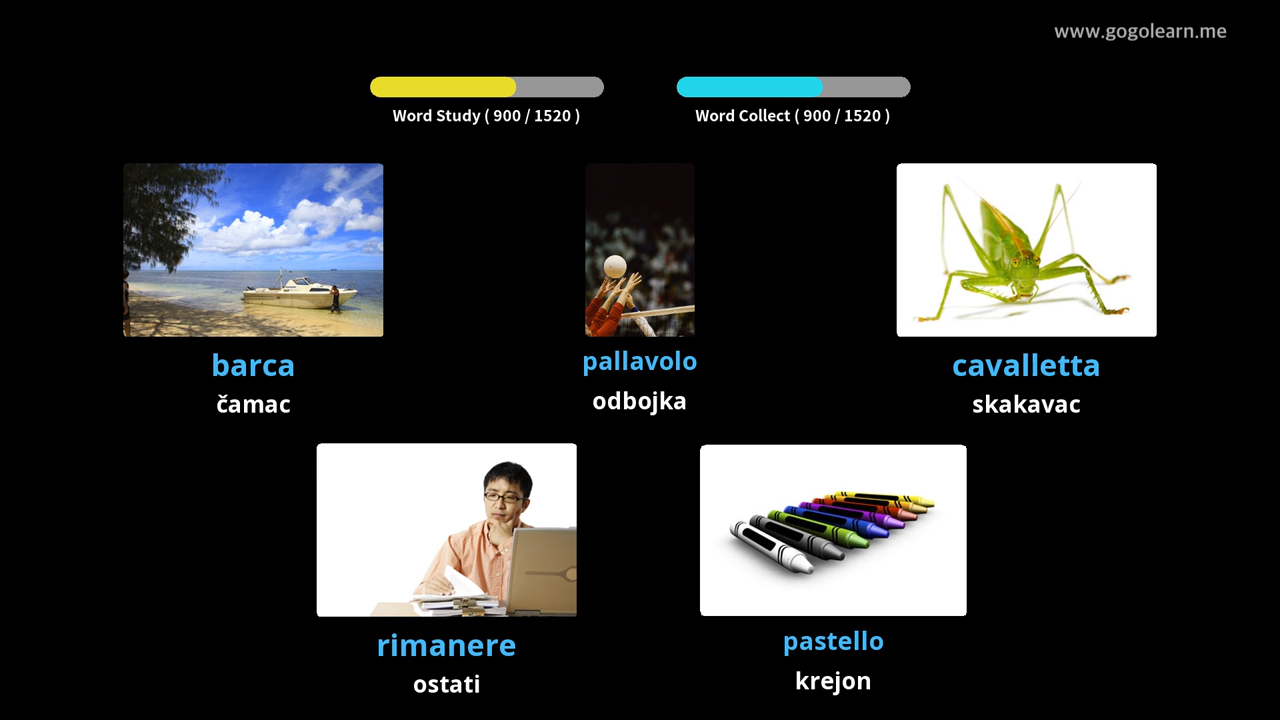 www.gogolearn.me
Word Study ( 900 / 1520 )
Word Collect ( 900 / 1520 )
barca
čamac
pallavolo
odbojka
cavalletta
skakavac
rimanere
ostati
pastello
krejon